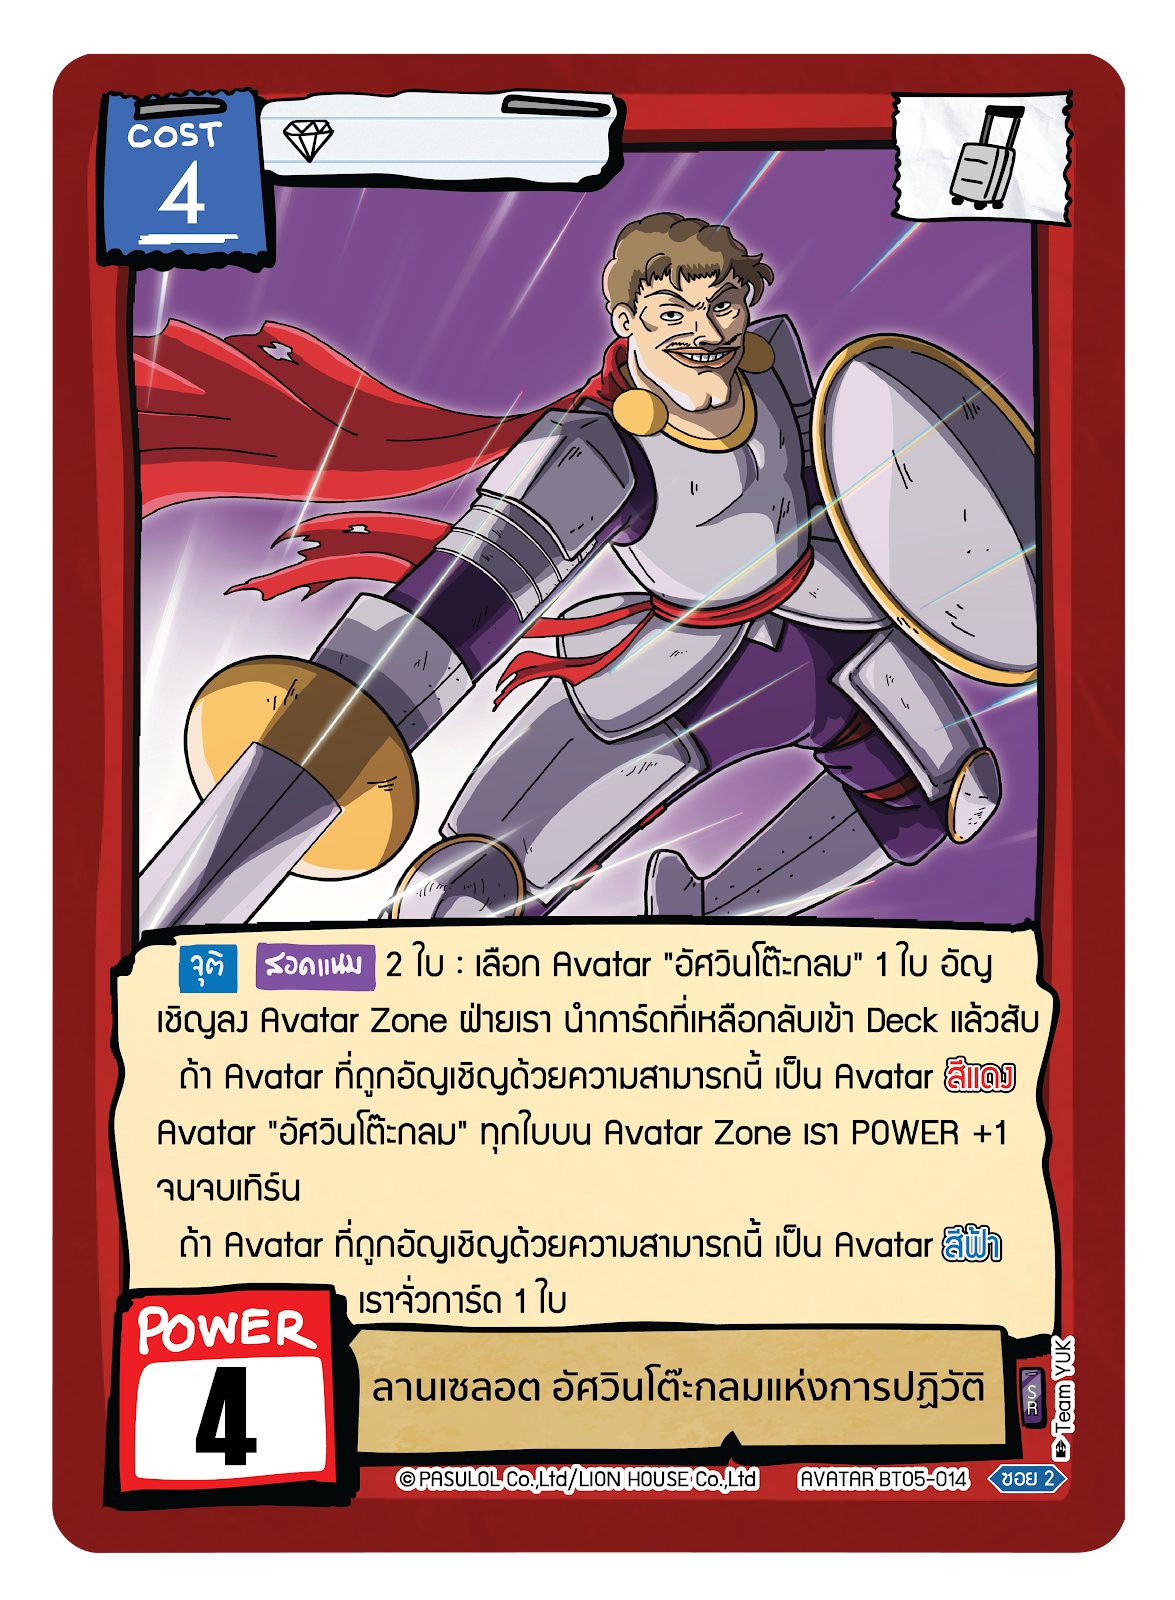 COST
4
จุติ สอดแนม 2 ใบ : เลือก Avatar "อัศวินโต๊ะกลม" 1 ใบ อัญ
เชิญลง Avatar Zone ฝ่ายเรา นำการ์ดที่เหลือกลับเข้า Deck แล้วสับ
ถ้า Avatar ที่ถูกอัญเชิญด้วยความสามารถนี้ เป็น Avatar สีแดง
Avatar "อัศวินโต๊ะกลม" ทุกใบบน Avatar Zone เรา POWER +1
จนจบเทิร์น
ถ้า Avatar ที่ถูกอัญเชิญด้วยความสามารถนี้ เป็น Avatar สีฟ้า
เราจั่วการ์ด 1 ใบ
POWER
4
ลานเซลอต อัศวินโต๊ะกลมแห่งการปฏิวัติ
SR
Team YUK
© PASULOL Co.,Ltd/LION HOUSE Co.,Ltd AVATAR BT05-014 ซอย 2